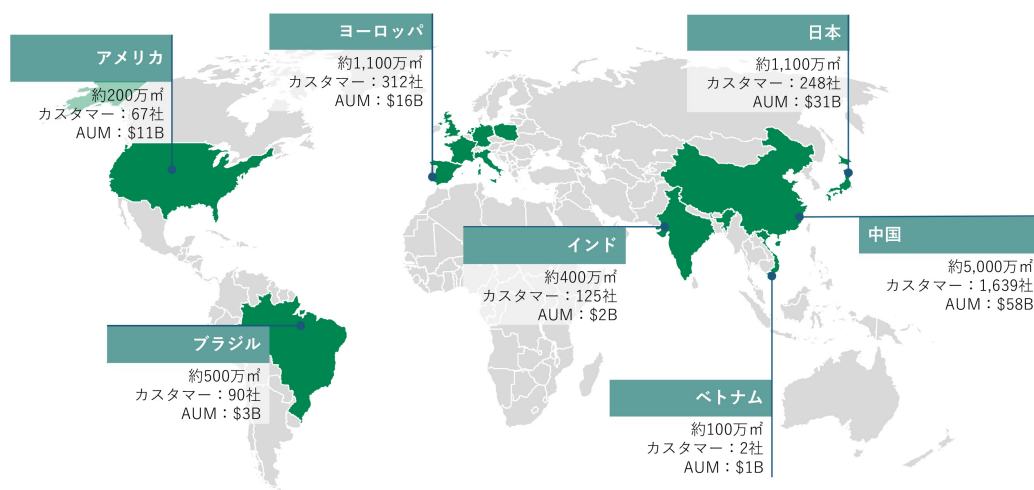 アメリカ
約200万㎡
カスタマー：67社
AUM：$11B
ヨーロッパ
約1,100万㎡
カスタマー：312社
AUM：$16B
日本
約1,100万㎡
カスタマー：248社
AUM：$31B
インド
約400万㎡
カスタマー：125社
AUM：$2B
中国
約5,000万㎡
カスタマー：1,639社
AUM：$58B
ブラジル
約500万㎡
カスタマー：90社
AUM：$3B
ベトナム
約100万㎡
カスタマー：2社
AUM：$1B